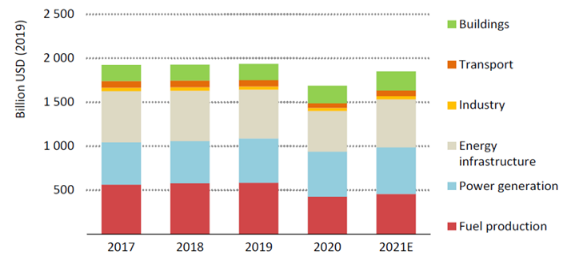 Billion USD (2019)
2 500
2 000
1 500
1 000
500
2017
2018
2019
2020
2021E
Buildings
Transport
Industry
Energy
infrastructure
Power generation
Fuel production